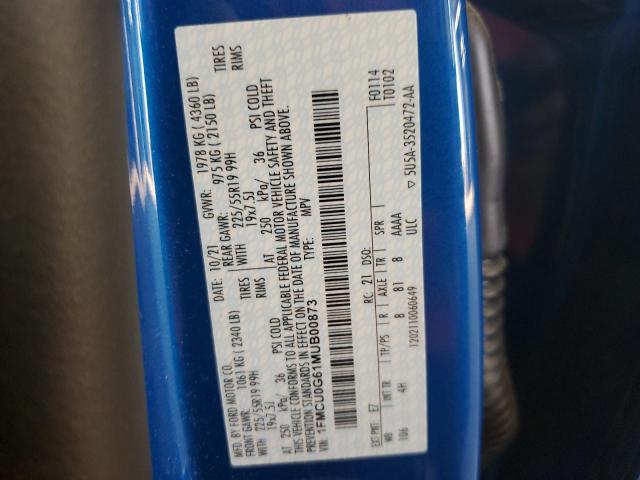 MFD. BY FORD MOTOR CO.
DATE: 10/21 GVWR: 1978 KG ( 4360 LB)
FRONT GAWR: 1061 KG ( 2340 LB) REAR GAWR: 975 KG ( 2150 LB)
WITH 225/55R19 99H TIRES WITH 225/55R19 99H TIRES
19x7.5J RIMS 19x7.5J RIMS
AT 250 kPa/ 36 PSI COLD AT 250 kPa/ 36 PSI COLD
THIS VEHICLE CONFORMS TO ALL APPLICABLE FEDERAL MOTOR VEHICLE SAFETY AND THEFT
PREVENTION STANDARDS IN EFFECT ON THE DATE OF MANUFACTURE SHOWN ABOVE.
VIN: 1FMCU0G61MUB00873 TYPE: MPV
F0114
T0102
EXT PNT: E7 RC: 21 DSO:
WB INT TR TP/PS R AXLE TR SPR
106 4H 8 81 8 AAAA
1202110060649 ULC
▽ 5U5A-3520472-AA